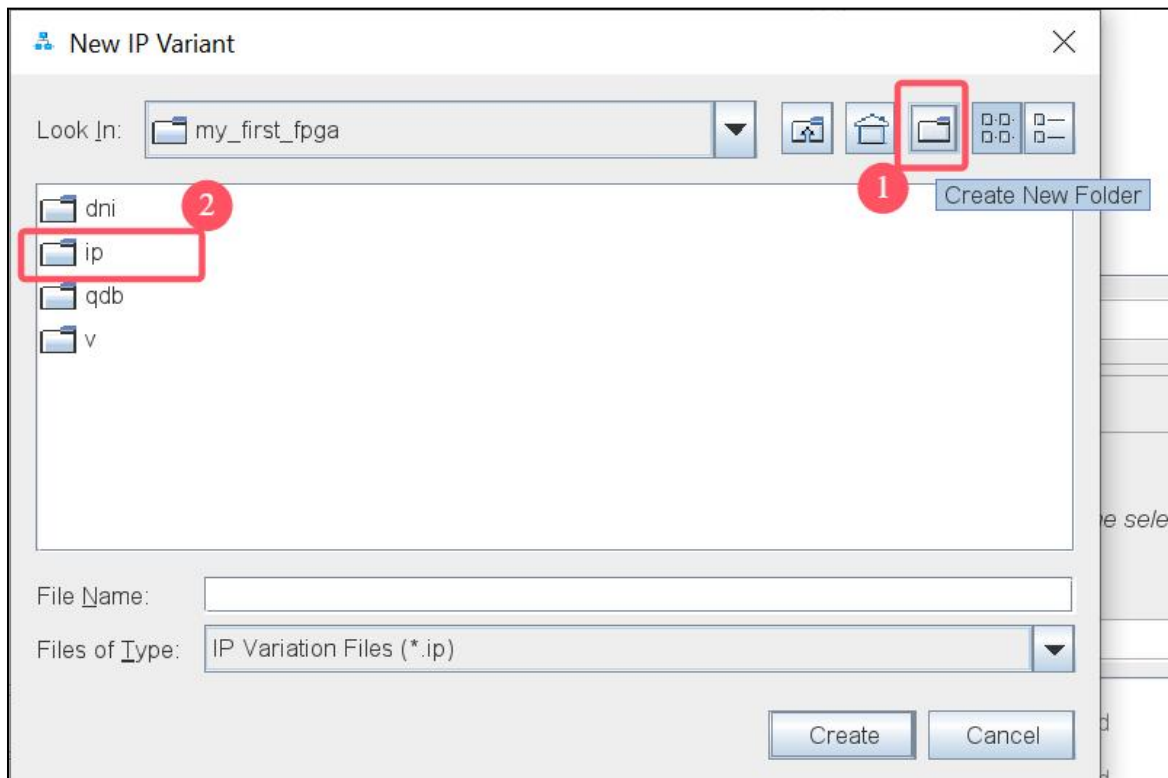 New IP Variant
Look In: my_first_fpga
1
Create New Folder
dni
2
ip
qdb
v
e sele
File Name:
Files of Type: IP Variation Files (*.ip)
Create Cancel
d
d